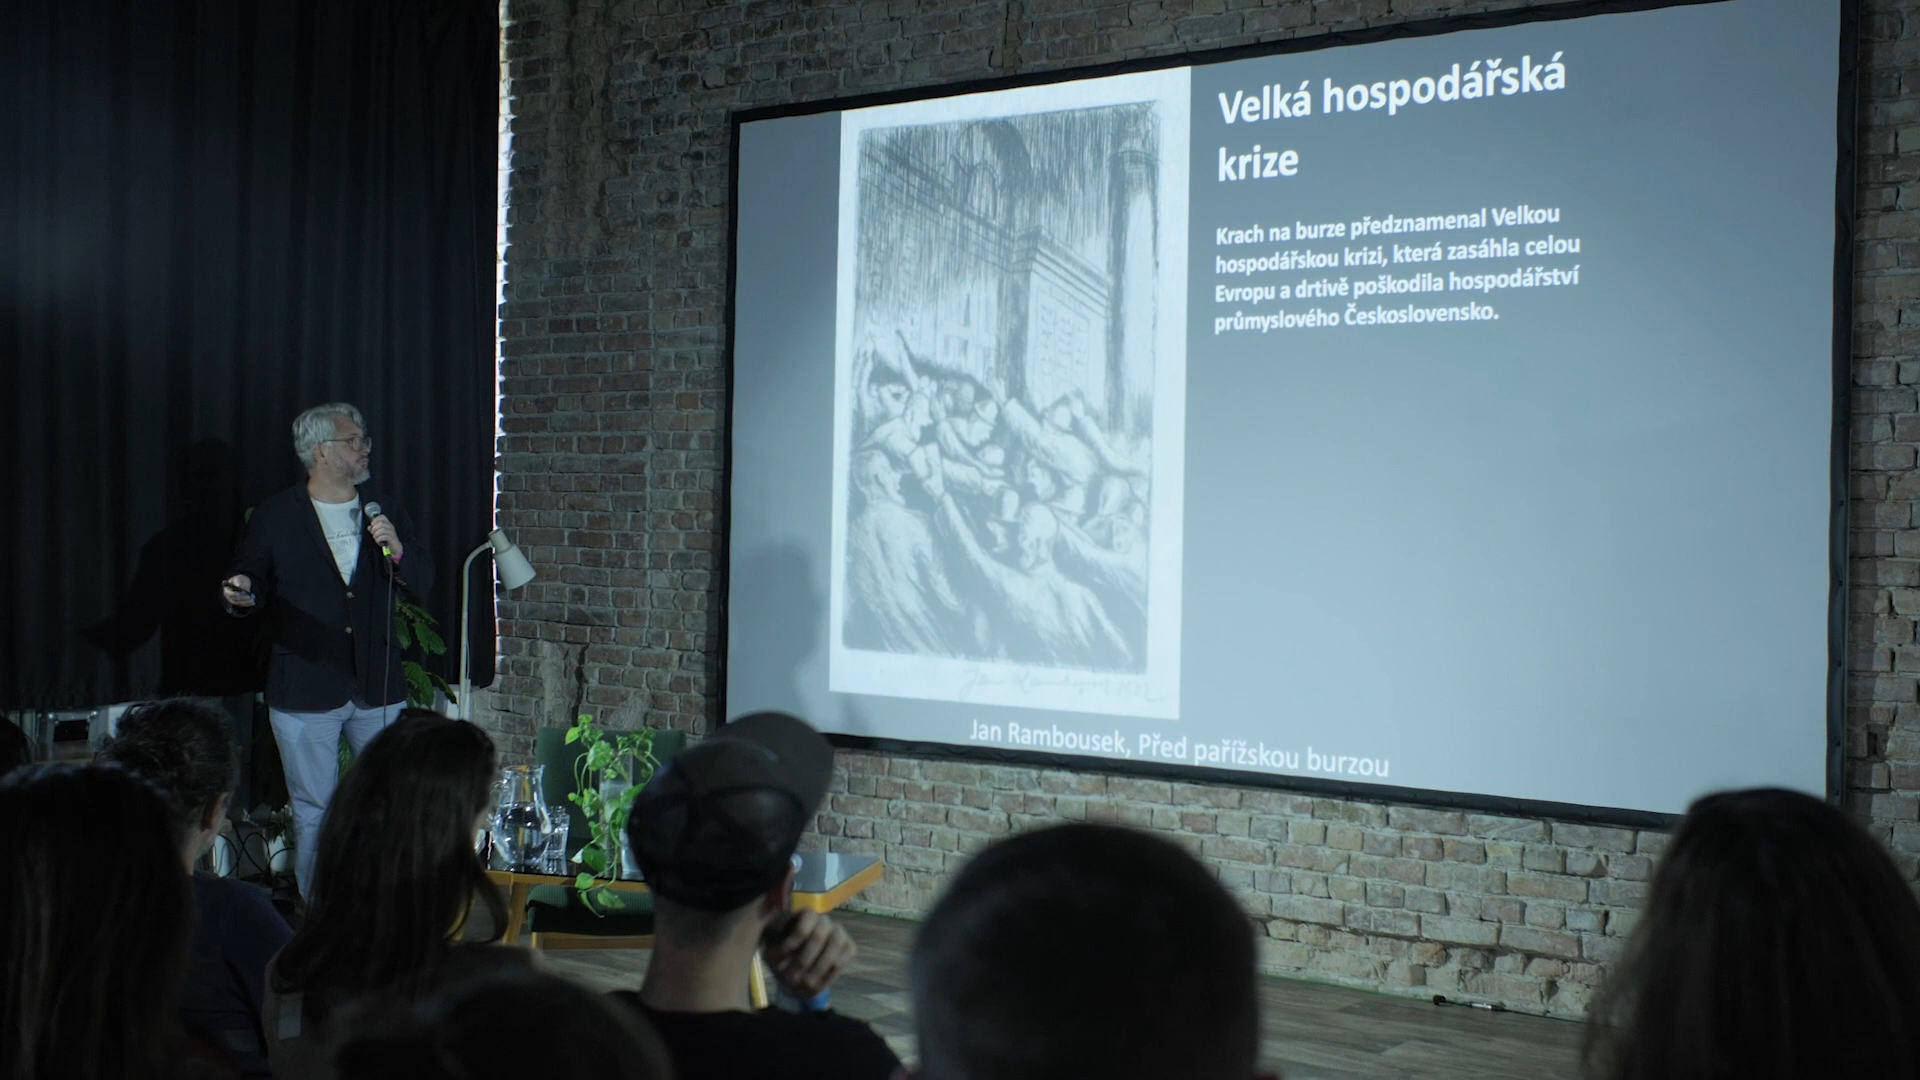 Velká hospodářská
krize
Krach na burze předznamenal Velkou
hospodářskou krizi, která zasáhla celou
Evropu a drtivě poškodila hospodářství
průmyslového Československo.
Jan Rambousek, Před pařížskou burzou